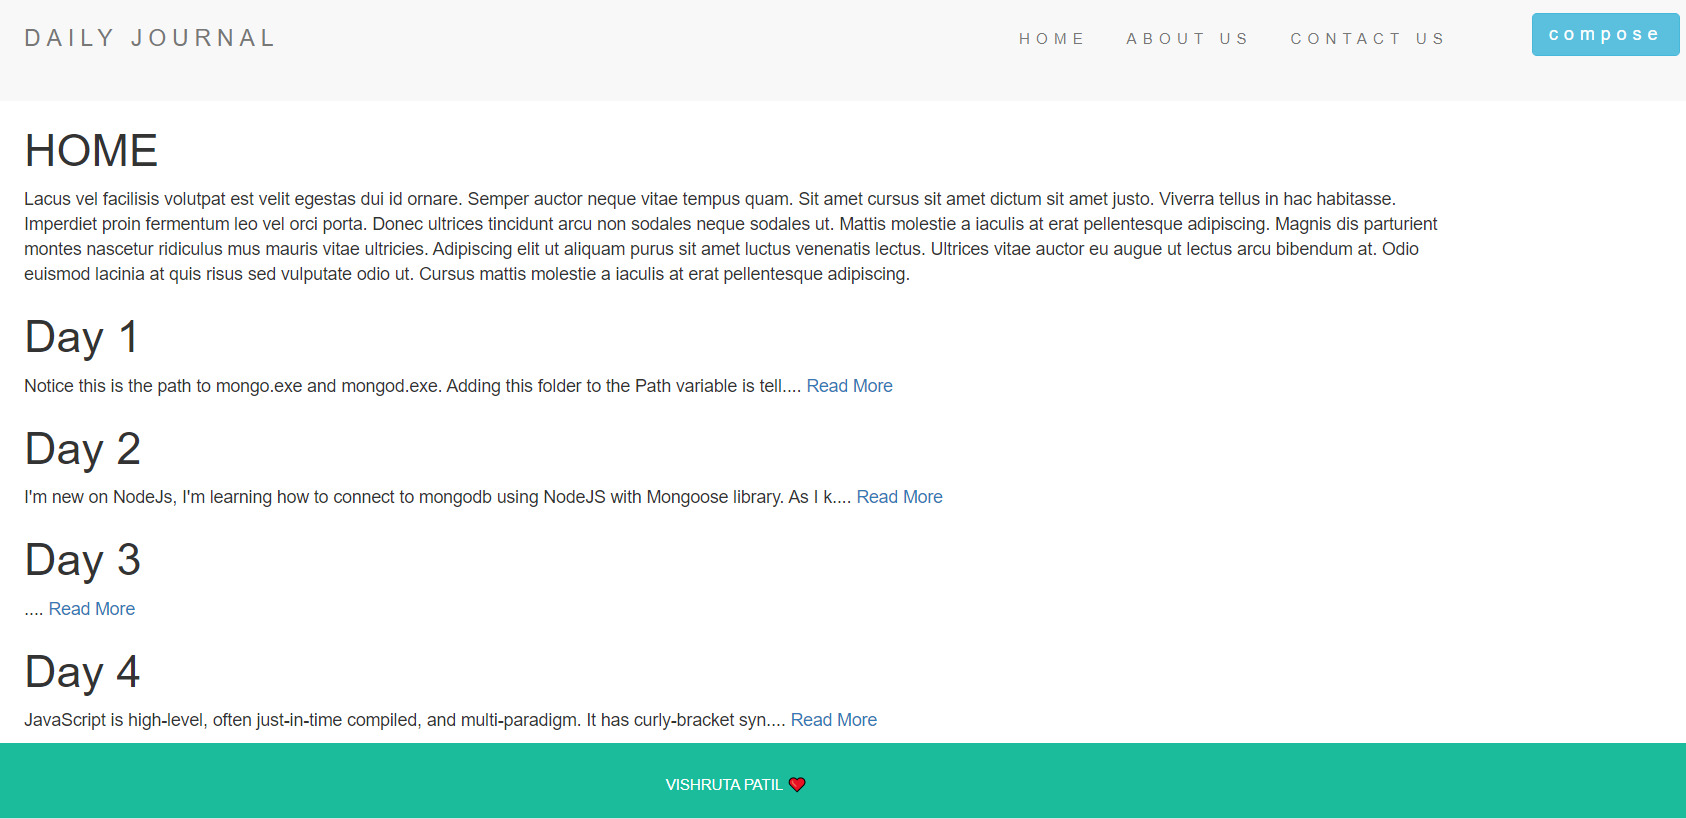 DAILY JOURNAL
HOME ABOUT US CONTACT US compose
HOME
Lacus vel facilisis volutpat est velit egestas dui id ornare. Semper auctor neque vitae tempus quam. Sit amet cursus sit amet dictum sit amet justo. Viverra tellus in hac habitasse.
Imperdiet proin fermentum leo vel orci porta. Donec ultrices tincidunt arcu non sodales neque sodales ut. Mattis molestie a iaculis at erat pellentesque adipiscing. Magnis dis parturient
montes nascetur ridiculus mus mauris vitae ultricies. Adipiscing elit ut aliquam purus sit amet luctus venenatis lectus. Ultrices vitae auctor eu augue ut lectus arcu bibendum at. Odio
euismod lacinia at quis risus sed vulputate odio ut. Cursus mattis molestie a iaculis at erat pellentesque adipiscing.
Day 1
Notice this is the path to mongo.exe and mongod.exe. Adding this folder to the Path variable is tell.... Read More
Day 2
I'm new on NodeJs, I'm learning how to connect to mongodb using NodeJS with Mongoose library. As I k.... Read More
Day 3
.... Read More
Day 4
JavaScript is high-level, often just-in-time compiled, and multi-paradigm. It has curly-bracket syn.... Read More
VISHRUTA PATIL ❤️